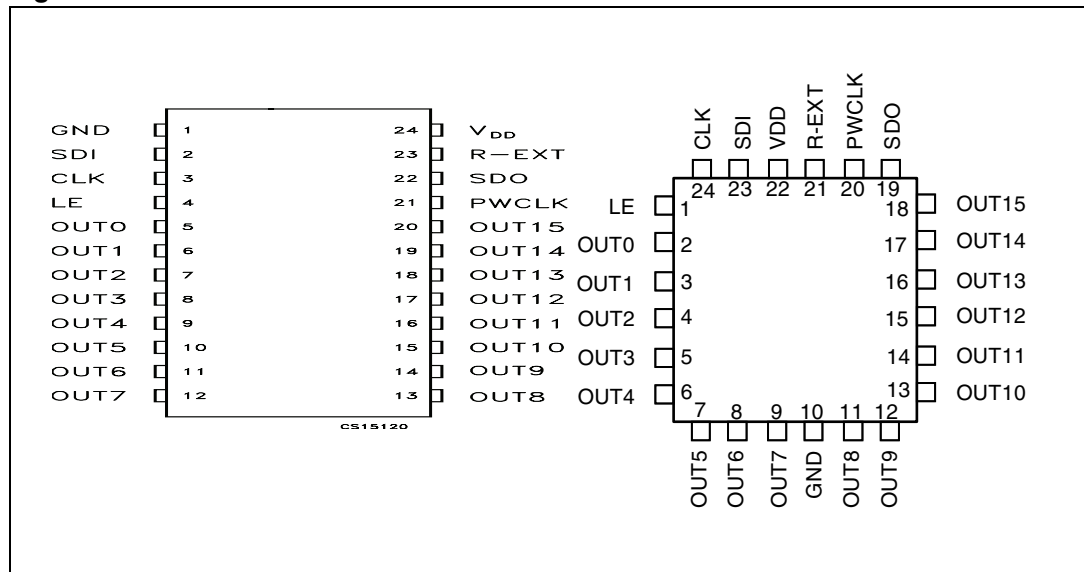 GND 1 24 VDD
SDI 2 23 R-EXT
CLK 3 22 SDO
LE 4 21 PWCLK
OUT0 5 20 OUT15
OUT1 6 19 OUT14
OUT2 7 18 OUT13
OUT3 8 17 OUT12
OUT4 9 16 OUT11
OUT5 10 15 OUT10
OUT6 11 14 OUT9
OUT7 12 13 OUT8
CS15120
CLK SDI VDD R-EXT PWCLK SDO
24 23 22 21 20 19
LE 1 18 OUT15
OUT0 2 17 OUT14
OUT1 3 16 OUT13
OUT2 4 15 OUT12
OUT3 5 14 OUT11
OUT4 6 13 OUT10
7 8 9 10 11 12
OUT5 OUT6 OUT7 GND OUT8 OUT9